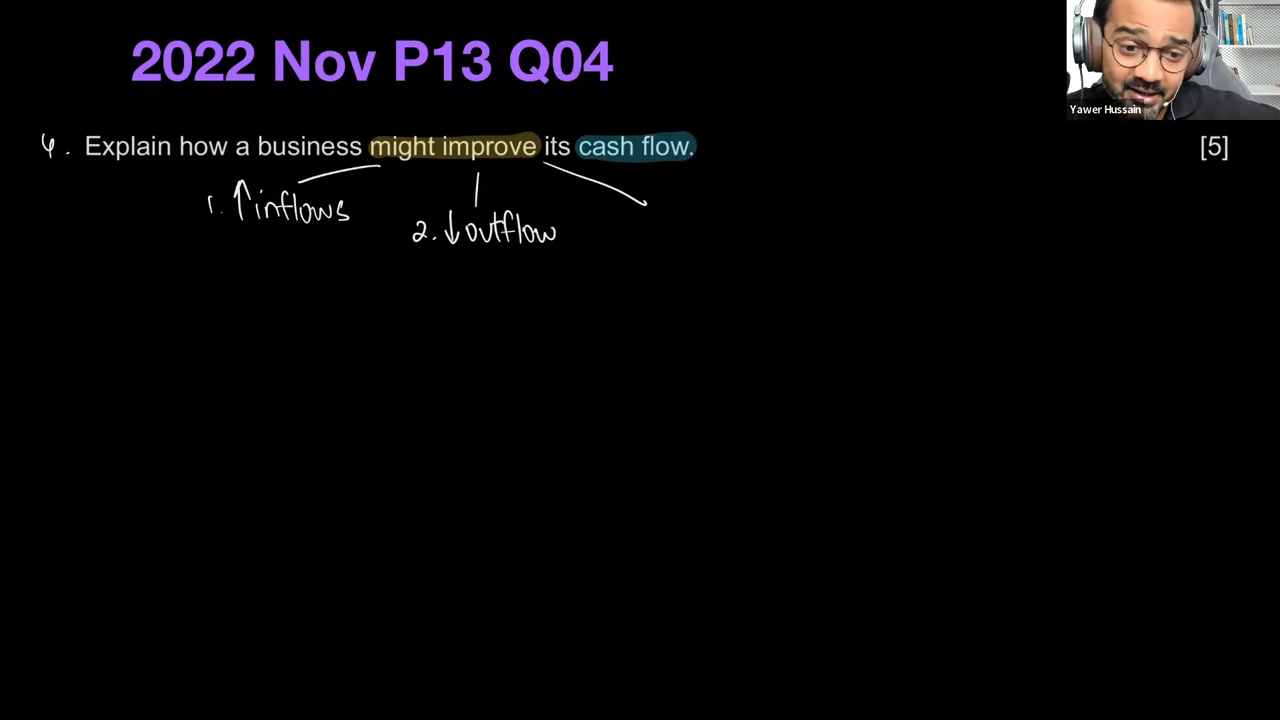 2022 Nov P13 Q04
Yawer Hussain
4. Explain how a business might improve its cash flow. [5]
1. ↑ inflows
2. ↓ outflow